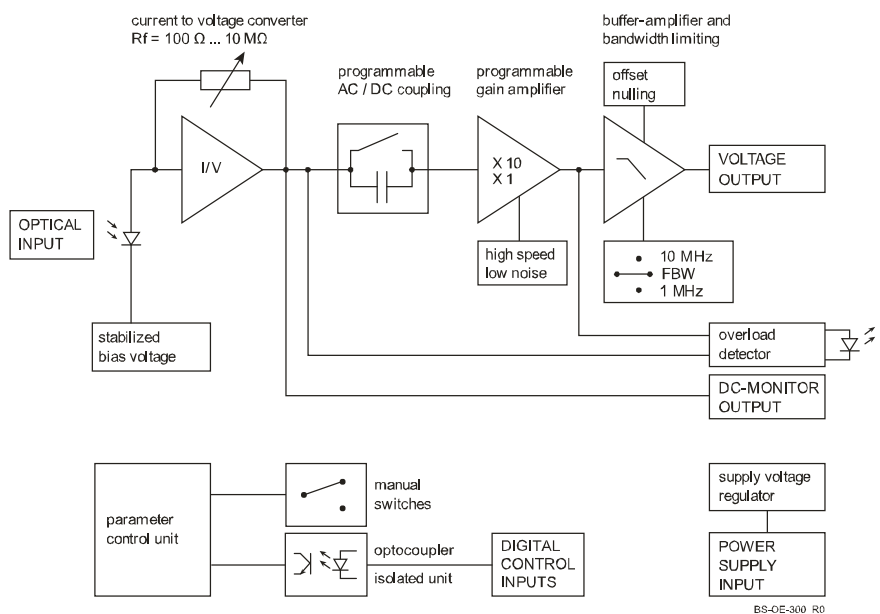 current to voltage converter
Rf = 100 Ω ... 10 MΩ
programmable
AC / DC coupling
programmable
gain amplifier
buffer-amplifier and
bandwidth limiting
offset
nulling
I/V
X 10
X 1
VOLTAGE
OUTPUT
OPTICAL
INPUT
high speed
low noise
10 MHz
FBW
1 MHz
stabilized
bias voltage
overload
detector
DC-MONITOR
OUTPUT
parameter
control unit
manual
switches
optocoupler
isolated unit
DIGITAL
CONTROL
INPUTS
supply voltage
regulator
POWER
SUPPLY
INPUT
BS-OE-300_R0